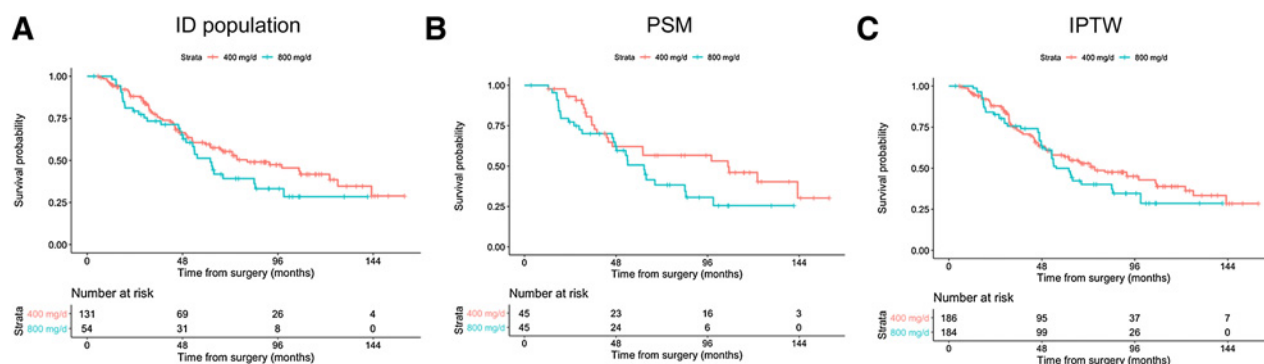 A
ID population
Strata 400 mg/d 800 mg/d
1.00
0.75
0.50
0.25
0.00
Survival probability
0 48 96 144
Time from surgery (months)
Number at risk
Strata
400 mg/d 131 69 26 4
800 mg/d 54 31 8 0
0 48 96 144
Time from surgery (months)
B
PSM
Strata 400 mg/d 800 mg/d
1.00
0.75
0.50
0.25
0.00
Survival probability
0 48 96 144
Time from surgery (months)
Number at risk
Strata
400 mg/d 45 23 16 3
800 mg/d 45 24 6 0
0 48 96 144
Time from surgery (months)
C
IPTW
Strata 400 mg/d 800 mg/d
1.00
0.75
0.50
0.25
0.00
Survival probability
0 48 96 144
Time from surgery (months)
Number at risk
Strata
400 mg/d 186 95 37 7
800 mg/d 184 99 26 0
0 48 96 144
Time from surgery (months)